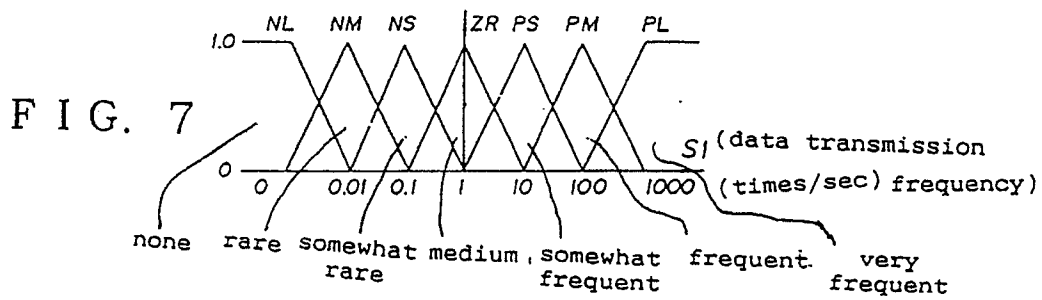 NL NM NS ZR PS PM PL
1.0
FIG. 7
S1 (data transmission
0
0 0.01 0.1 1 10 100 1000 (times/sec) frequency)
none rare somewhat rare medium somewhat frequent frequent very frequent